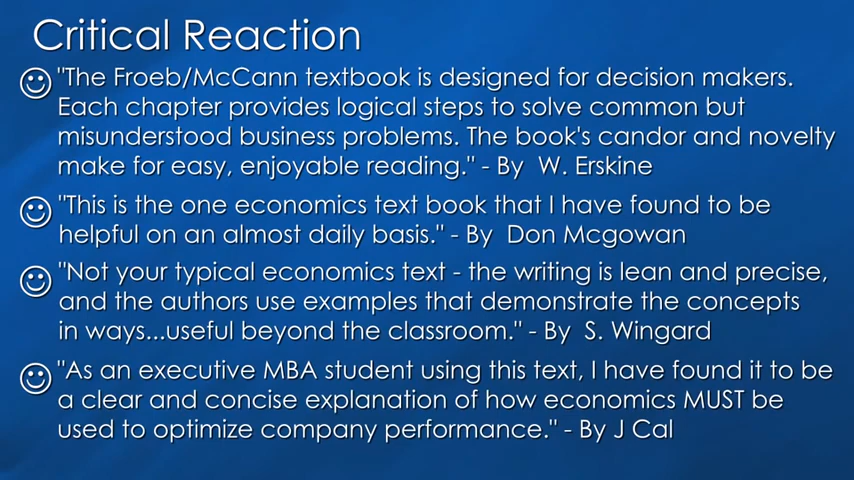 Critical Reaction
"The Froeb/McCann textbook is designed for decision makers.
Each chapter provides logical steps to solve common but
misunderstood business problems. The book's candor and novelty
make for easy, enjoyable reading." - By  W. Erskine
"This is the one economics text book that I have found to be
helpful on an almost daily basis." - By  Don Mcgowan
"Not your typical economics text - the writing is lean and precise,
and the authors use examples that demonstrate the concepts
in ways...useful beyond the classroom." - By  S. Wingard
"As an executive MBA student using this text, I have found it to be
a clear and concise explanation of how economics MUST be
used to optimize company performance." - By J Cal